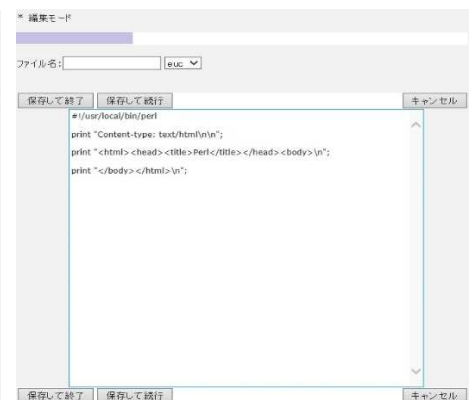 * 編集モード
ファイル名: euc
保存して終了 保存して続行 キャンセル
#!/usr/local/bin/perl
print "Content-type: text/html\n\n";
print "<html><head><title>Perl</title></head><body>\n";
print "</body></html>\n";
保存して終了 保存して続行 キャンセル